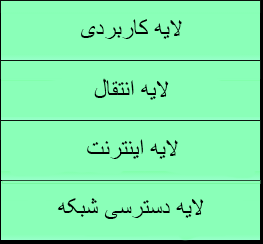 لایه کاربردی
لایه انتقال
لایه اینترنت
لایه دسترسی شبکه